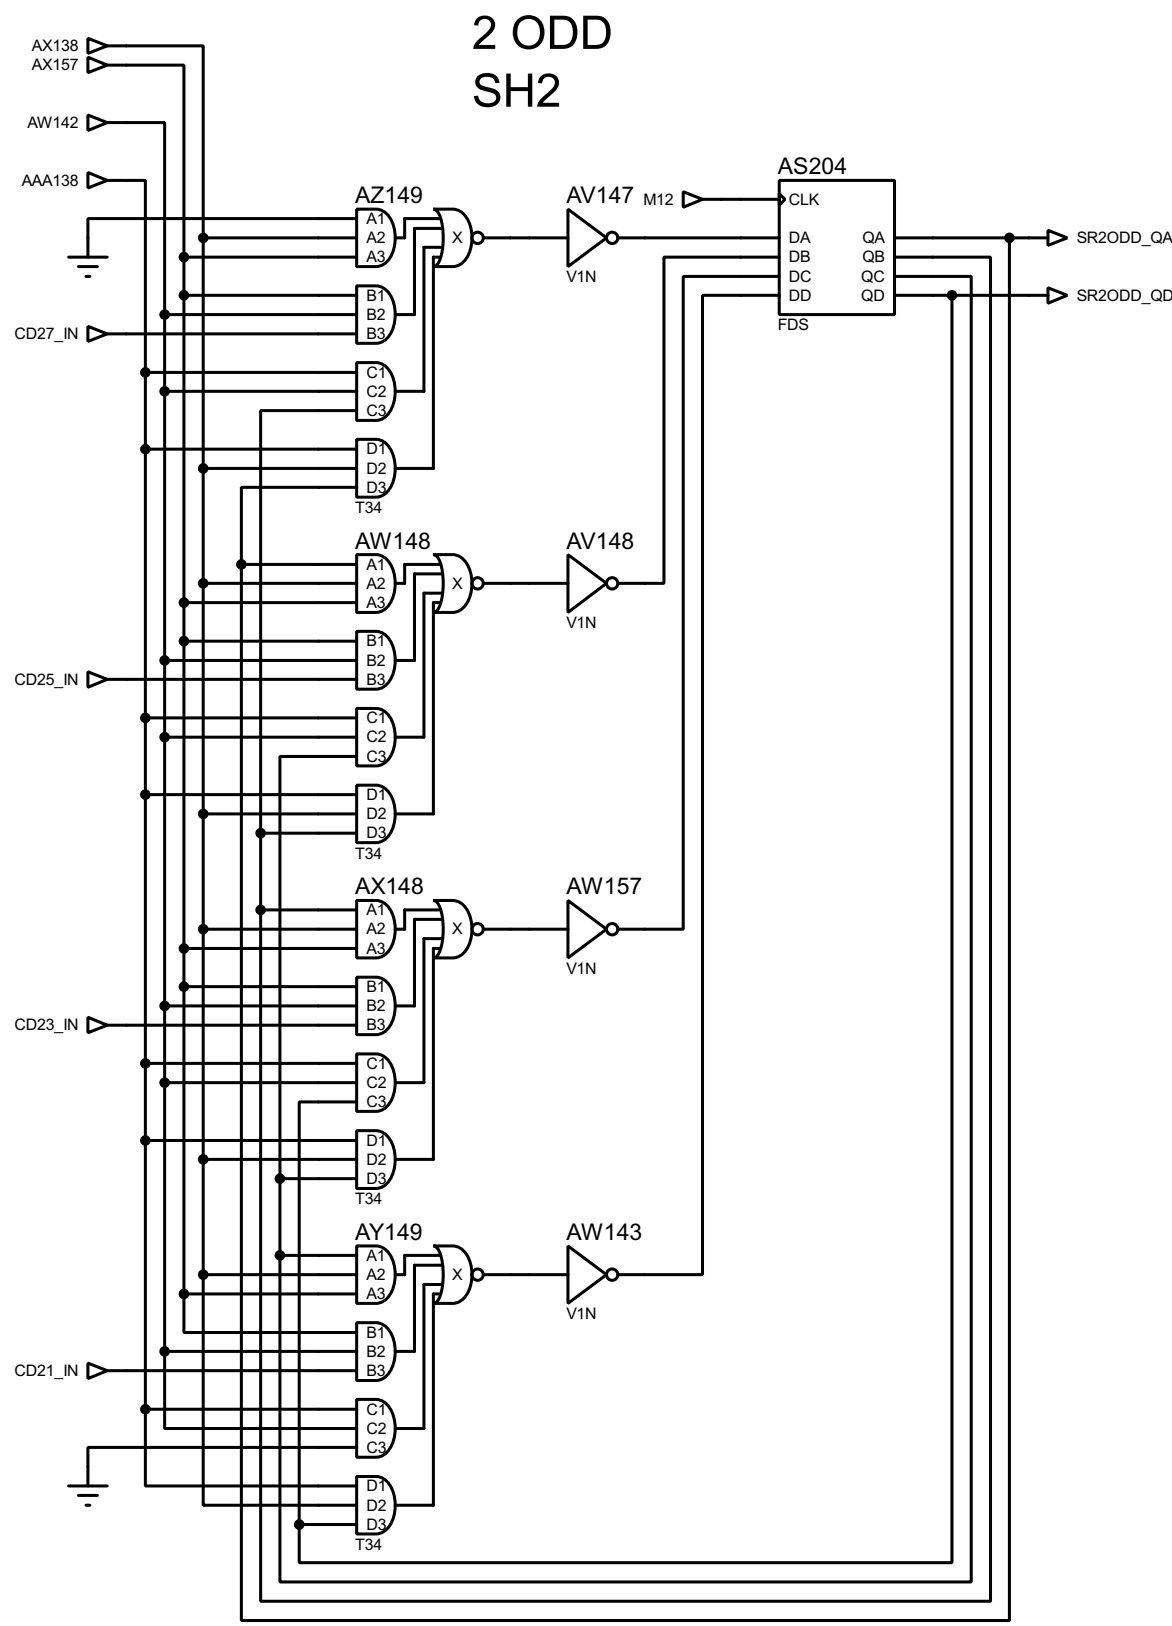 2 ODD
SH2
AX138
AX157
AW142
AAA138
AZ149
AV147
M12
AS204
CLK
A1
A2
A3
X
V1N
DA
DB
DC
DD
QA
QB
QC
QD
FDS
SR2ODD_QA
SR2ODD_QD
B1
B2
B3
CD27_IN
C1
C2
C3
D1
D2
D3
T34
AW148
AV148
A1
A2
A3
X
V1N
B1
B2
B3
CD25_IN
C1
C2
C3
D1
D2
D3
T34
AX148
AW157
A1
A2
A3
X
V1N
B1
B2
B3
CD23_IN
C1
C2
C3
D1
D2
D3
T34
AY149
AW143
A1
A2
A3
X
V1N
B1
B2
B3
CD21_IN
C1
C2
C3
D1
D2
D3
T34